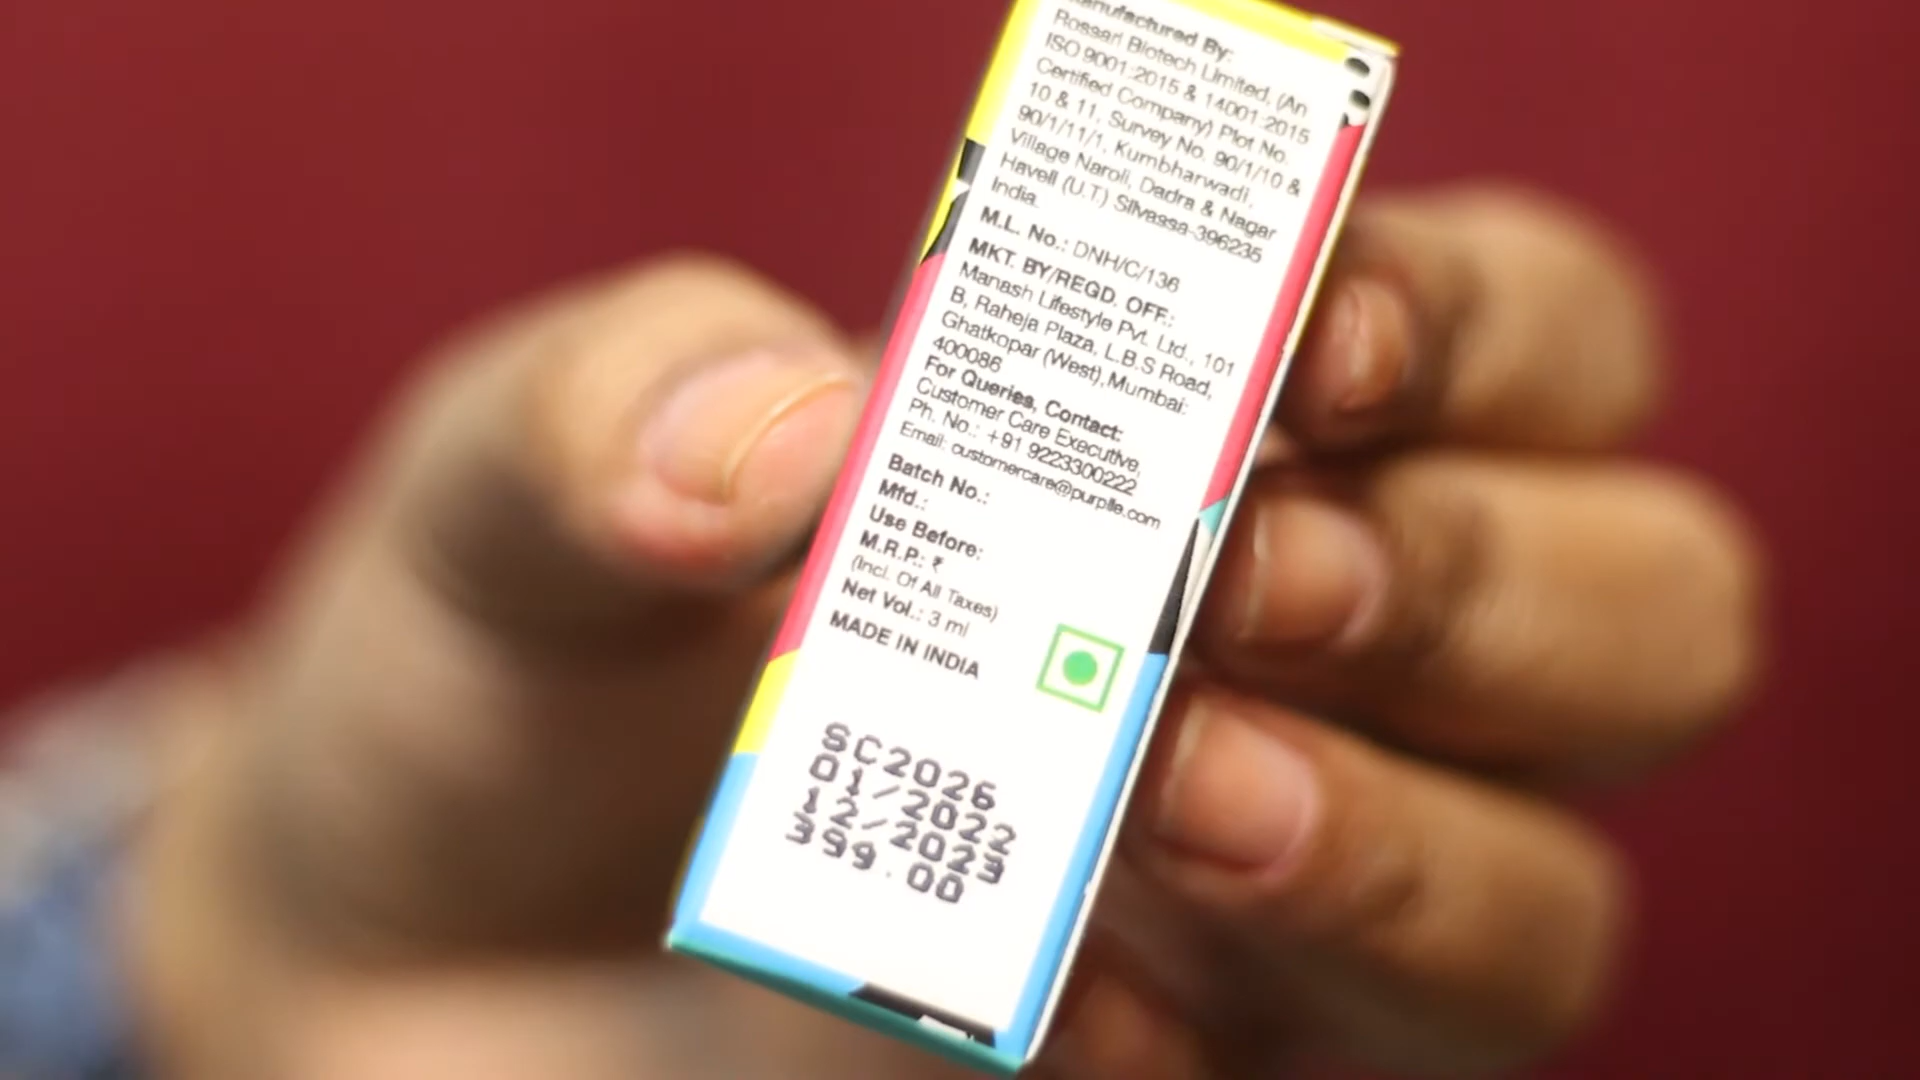 Manufactured By:
Rossari Biotech Limited, (An
ISO 9001:2015 & 14001:2015
Certified Company) Plot No.
10 & 11, Survey No. 90/1/10 &
90/1/11/1, Kumbharwadi,
Village Naroli, Dadra & Nagar
Haveli (U.T.) Silvassa-396235
India.
M.L. No.: DNH/C/136
MKT. BY/REGD. OFF.:
Manash Lifestyle Pvt. Ltd., 101
B, Raheja Plaza, L.B.S Road,
Ghatkopar (West),Mumbai:
400086
For Queries, Contact:
Customer Care Executive,
Ph. No.: +91 9223300222
Email: customercare@purplle.com
Batch No.:
Mfd.:
Use Before:
M.R.P.: ₹
(Incl. Of All Taxes)
Net Vol.: 3 ml
MADE IN INDIA
SC2026
01/2022
12/2023
399.00